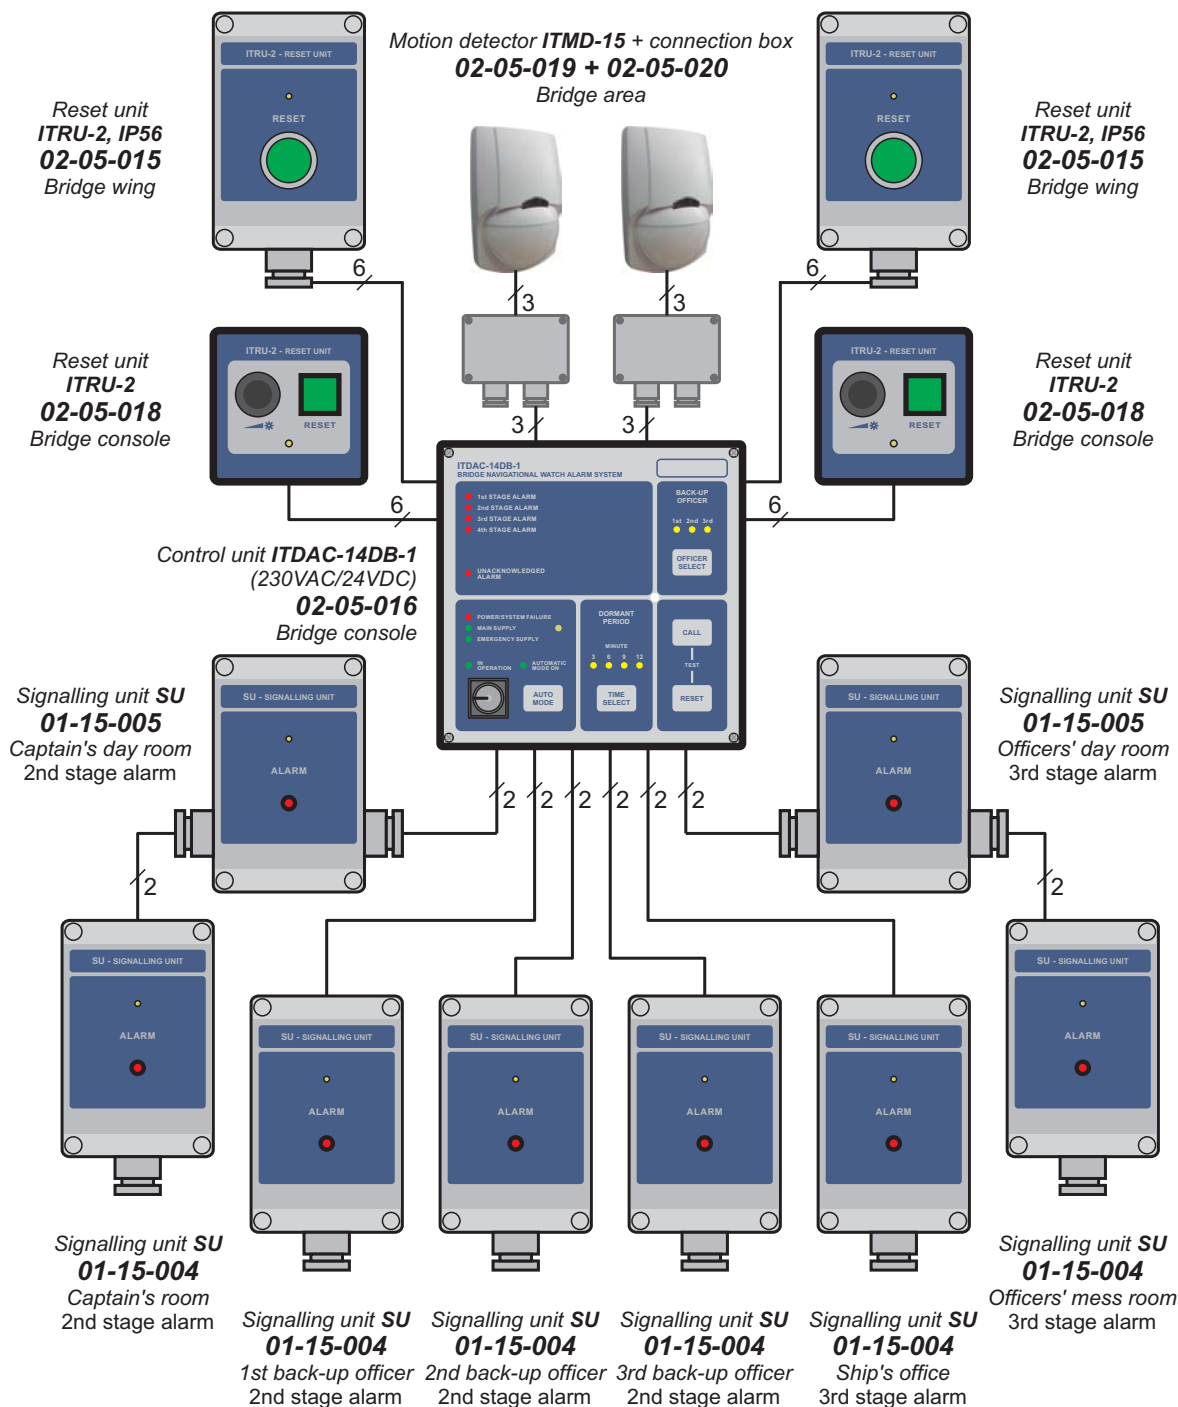 Motion detector ITMD-15 + connection box
02-05-019 + 02-05-020
Bridge area
ITRU-2 - RESET UNIT
RESET
ITRU-2 - RESET UNIT
RESET
Reset unit
ITRU-2, IP56
02-05-015
Bridge wing
Reset unit
ITRU-2, IP56
02-05-015
Bridge wing
6
3
3
6
Reset unit
ITRU-2
02-05-018
Bridge console
ITRU-2 - RESET UNIT
RESET
ITRU-2 - RESET UNIT
RESET
Reset unit
ITRU-2
02-05-018
Bridge console
3
3
6
6
Control unit ITDAC-14DB-1
(230VAC/24VDC)
02-05-016
Bridge console
ITDAC-14DB-1
BRIDGE NAVIGATIONAL WATCH ALARM SYSTEM
1st STAGE ALARM
2nd STAGE ALARM
3rd STAGE ALARM
4th STAGE ALARM
UNACKNOWLEDGED
ALARM
BACK-UP
OFFICER
1st 2nd 3rd
OFFICER
SELECT
POWER/SYSTEM FAILURE
MAIN SUPPLY
EMERGENCY SUPPLY
IN
OPERATION
AUTOMATIC
MODE ON
AUTO
MODE
DORMANT
PERIOD
MINUTE
3 6 9 12
TIME
SELECT
CALL
TEST
RESET
Signalling unit SU
01-15-005
Captain's day room
2nd stage alarm
SU - SIGNALLING UNIT
ALARM
SU - SIGNALLING UNIT
ALARM
Signalling unit SU
01-15-005
Officers' day room
3rd stage alarm
2
2
2
2
2
2
2
2
SU - SIGNALLING UNIT
ALARM
SU - SIGNALLING UNIT
ALARM
SU - SIGNALLING UNIT
ALARM
SU - SIGNALLING UNIT
ALARM
SU - SIGNALLING UNIT
ALARM
SU - SIGNALLING UNIT
ALARM
Signalling unit SU
01-15-004
Captain's room
2nd stage alarm
Signalling unit SU
01-15-004
1st back-up officer
2nd stage alarm
Signalling unit SU
01-15-004
2nd back-up officer
2nd stage alarm
Signalling unit SU
01-15-004
3rd back-up officer
2nd stage alarm
Signalling unit SU
01-15-004
Ship's office
3rd stage alarm
Signalling unit SU
01-15-004
Officers' mess room
3rd stage alarm